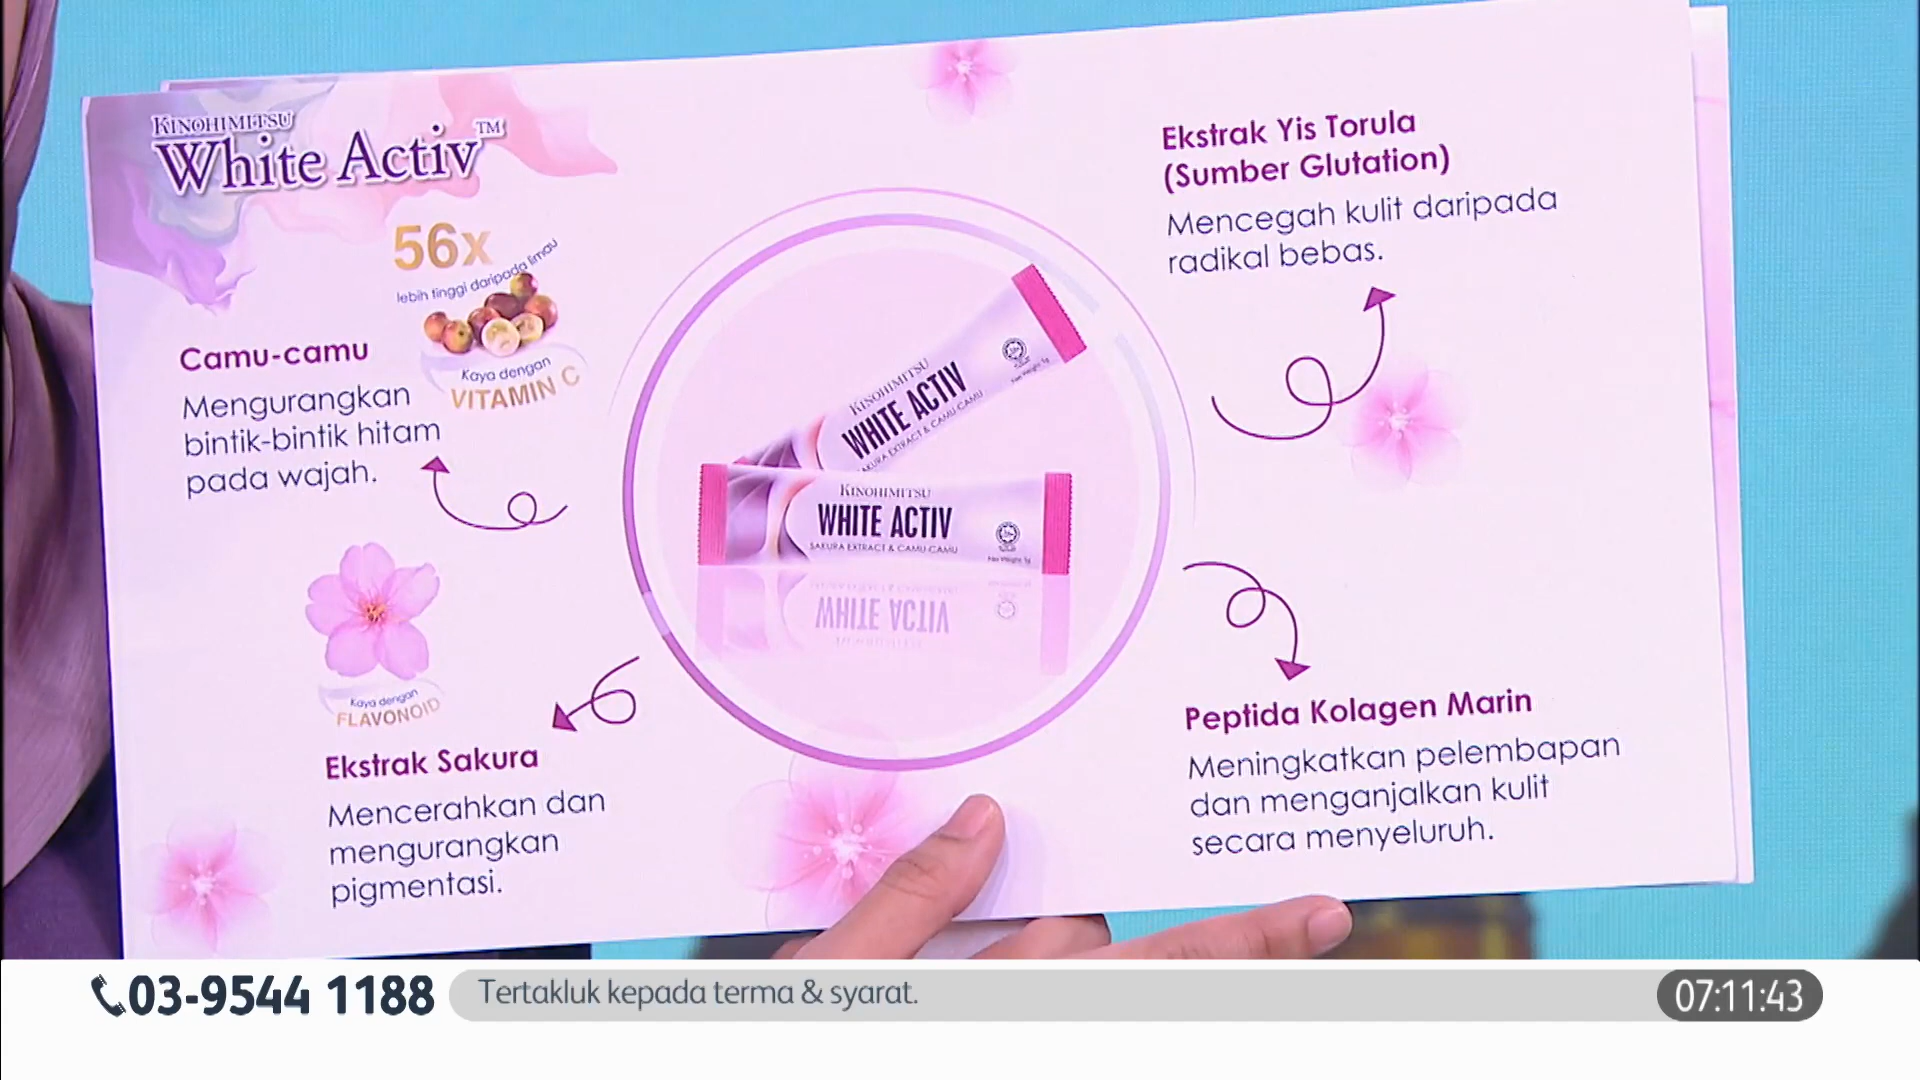 KINOHIMITSU
White Activ™
56x
lebih tinggi daripada limau
Kaya dengan
VITAMIN C
Camu-camu
Mengurangkan
bintik-bintik hitam
pada wajah.
Kaya dengan
FLAVONOID
Ekstrak Sakura
Mencerahkan dan
mengurangkan
pigmentasi.
KINOHIMITSU
WHITE ACTIV
SAKURA EXTRACT & CAMU CAMU
Net Weight: 1g
KINOHIMITSU
WHITE ACTIV
SAKURA EXTRACT & CAMU CAMU
Ekstrak Yis Torula
(Sumber Glutation)
Mencegah kulit daripada
radikal bebas.
Peptida Kolagen Marin
Meningkatkan pelembapan
dan menganjalkan kulit
secara menyeluruh.
03-9544 1188
Tertakluk kepada terma & syarat.
07:11:43